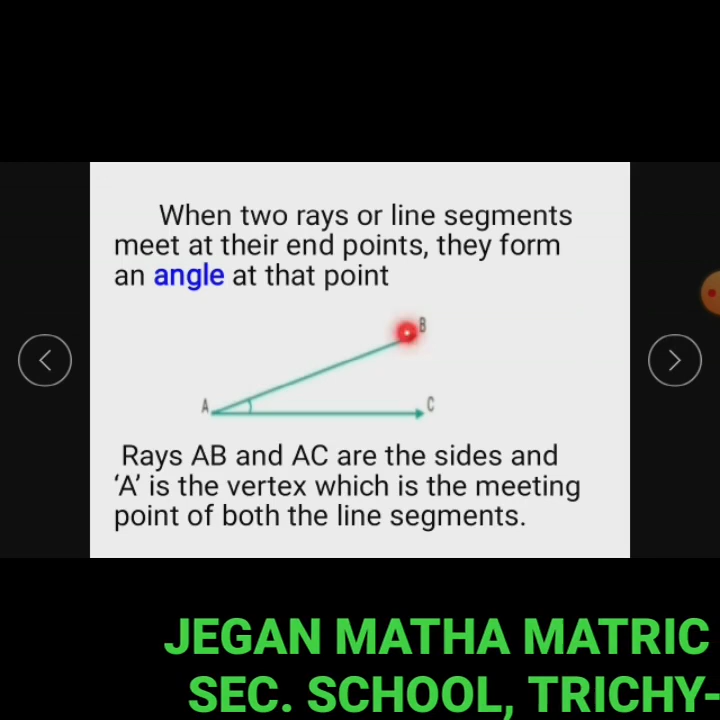 When two rays or line segments
meet at their end points, they form
an angle at that point
B
A
C
Rays AB and AC are the sides and
‘A’ is the vertex which is the meeting
point of both the line segments.
JEGAN MATHA MATRIC
SEC. SCHOOL, TRICHY-